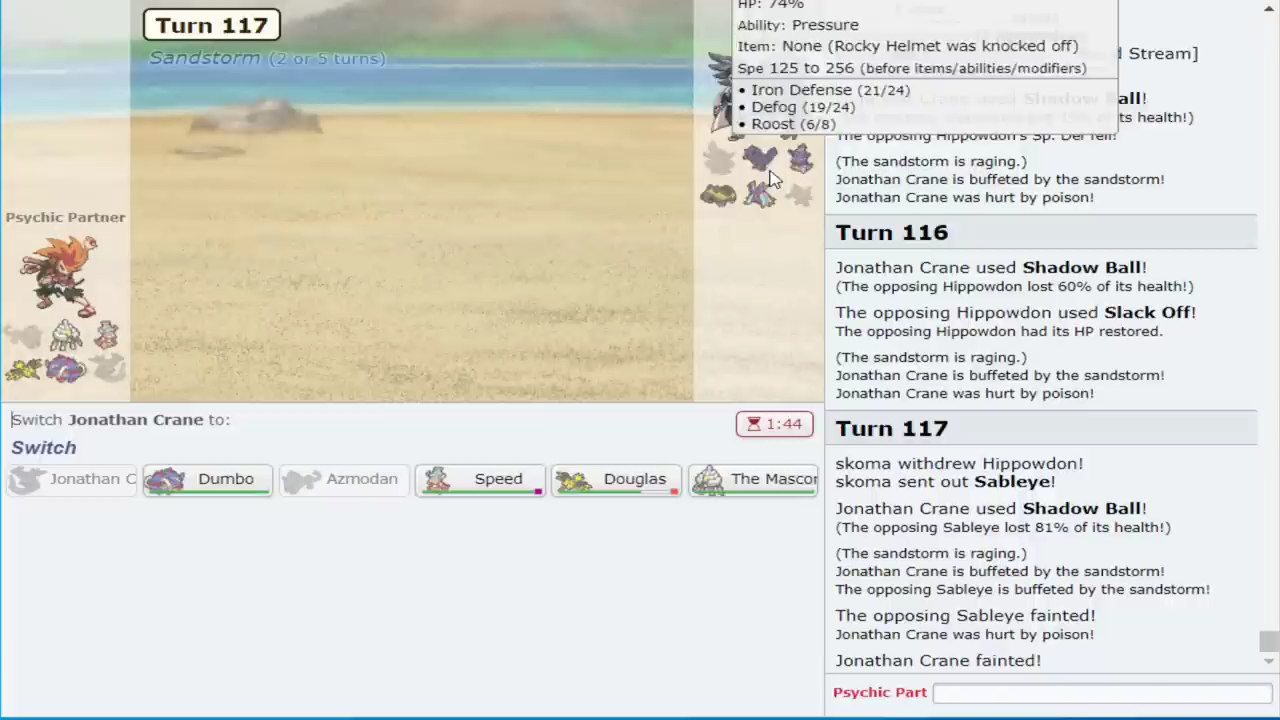 Turn 117
Sandstorm (2 or 5 turns)
HP: 74%
Ability: Pressure
Item: None (Rocky Helmet was knocked off)
Spe 125 to 256 (before items/abilities/modifiers)
• Iron Defense (21/24)
• Defog (19/24)
• Roost (6/8)
Psychic Partner
Switch Jonathan Crane to:
1:44
Switch
Jonathan C
Dumbo
Azmodan
Speed
Douglas
The Mascor
d Stream]
used Shadow Ball!
ts health!)
The opposing Hippowdon's Sp. Def fell!
(The sandstorm is raging.)
Jonathan Crane is buffeted by the sandstorm!
Jonathan Crane was hurt by poison!
Turn 116
Jonathan Crane used Shadow Ball!
(The opposing Hippowdon lost 60% of its health!)
The opposing Hippowdon used Slack Off!
The opposing Hippowdon had its HP restored.
(The sandstorm is raging.)
Jonathan Crane is buffeted by the sandstorm!
Jonathan Crane was hurt by poison!
Turn 117
skoma withdrew Hippowdon!
skoma sent out Sableye!
Jonathan Crane used Shadow Ball!
(The opposing Sableye lost 81% of its health!)
(The sandstorm is raging.)
Jonathan Crane is buffeted by the sandstorm!
The opposing Sableye is buffeted by the sandstorm!
The opposing Sableye fainted!
Jonathan Crane was hurt by poison!
Jonathan Crane fainted!
Psychic Part